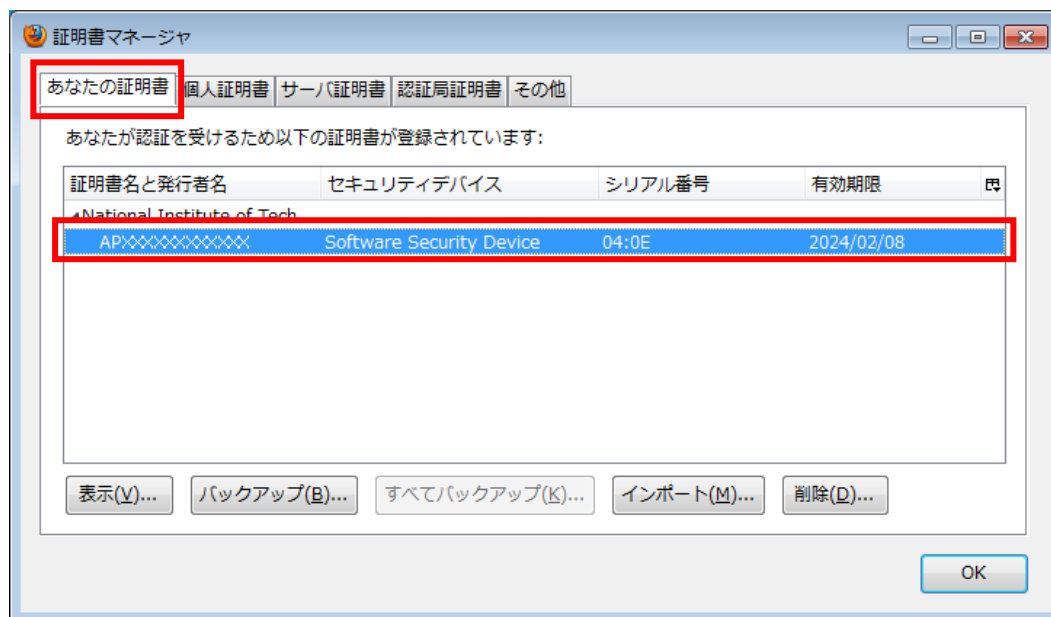 証明書マネージャ
あなたの証明書 個人証明書 サーバ証明書 認証局証明書 その他
あなたが認証を受けるため以下の証明書が登録されています:
証明書名と発行者名 セキュリティデバイス シリアル番号 有効期限
National Institute of Tech
APXXXXXXXXXXXX Software Security Device 04:0E 2024/02/08
表示(V)... バックアップ(B)... すべてバックアップ(K)... インポート(M)... 削除(D)...
OK